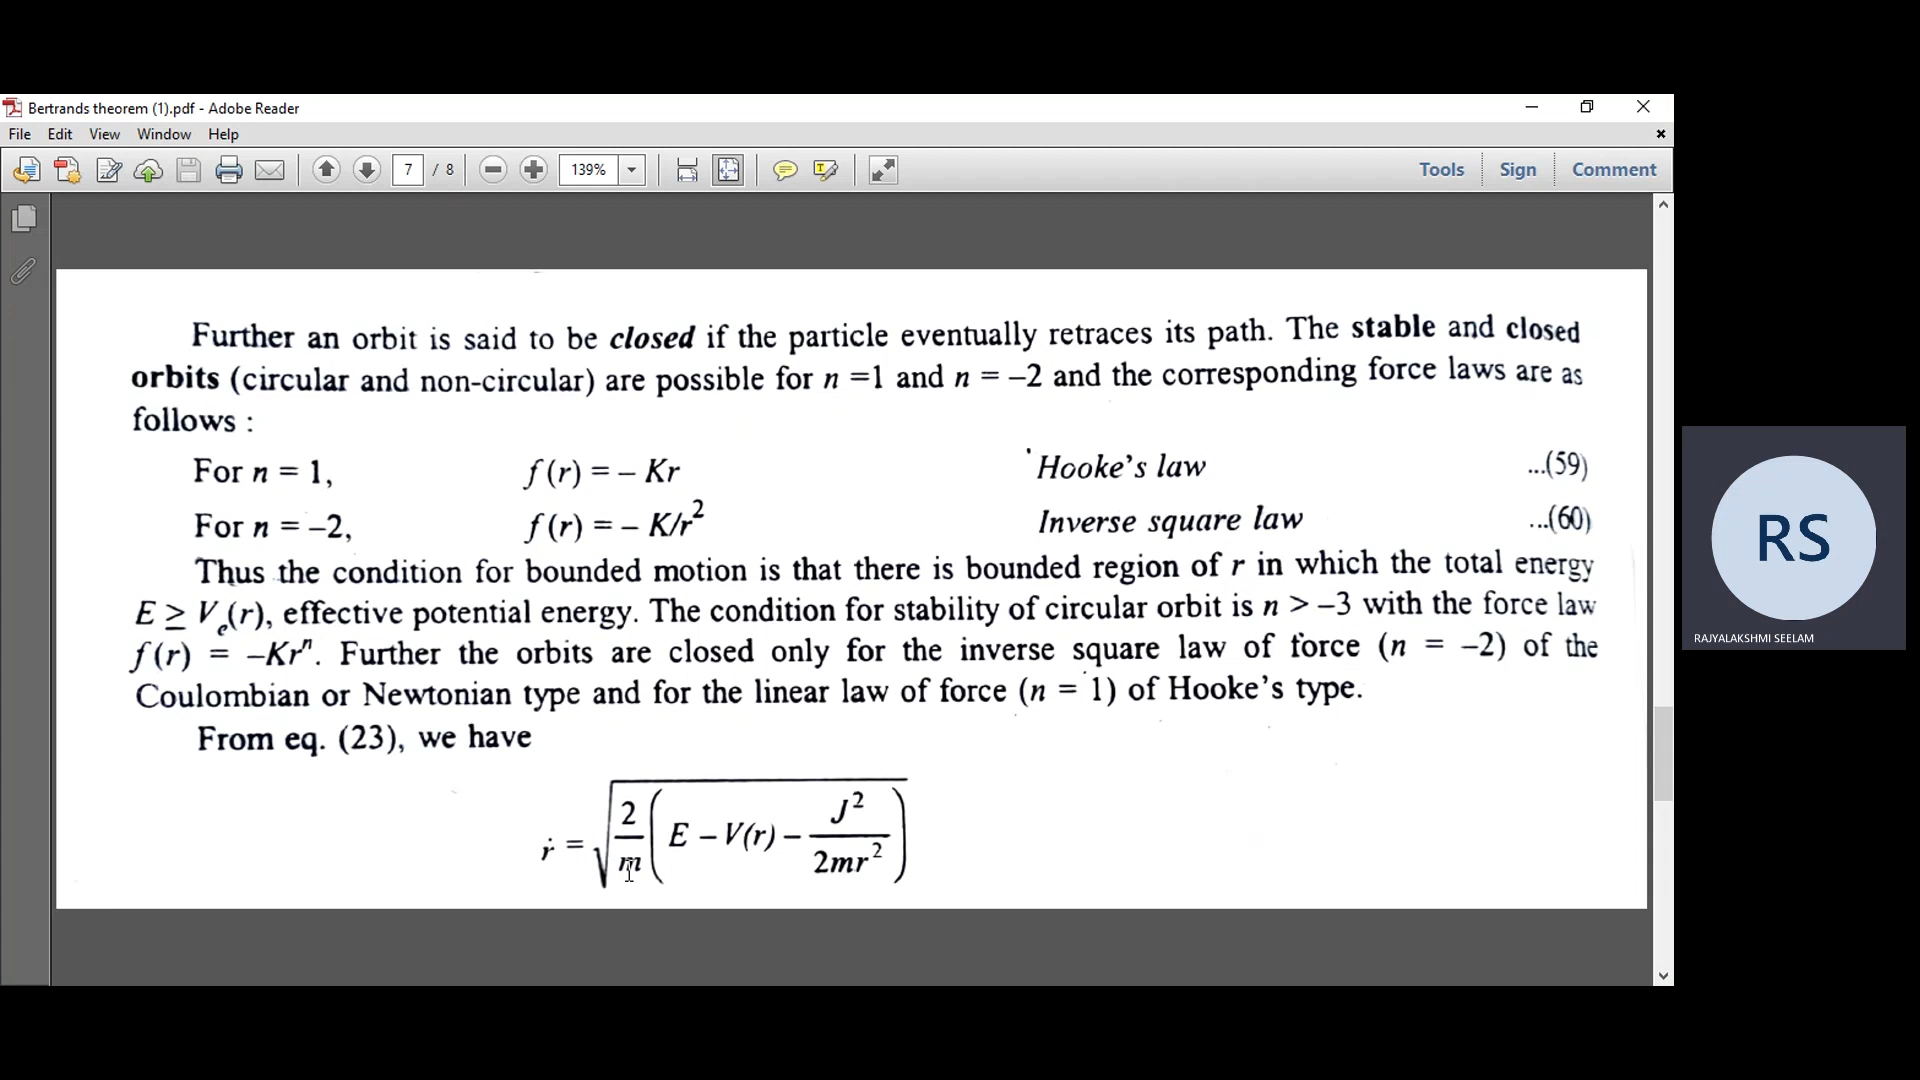 Bertrands theorem (1).pdf - Adobe Reader
File Edit View Window Help
7 / 8 139% Tools Sign Comment
Further an orbit is said to be closed if the particle eventually retraces its path. The stable and closed
orbits (circular and non-circular) are possible for n =1 and n = –2 and the corresponding force laws are as
follows :
For n = 1, f (r) = – Kr Hooke's law ...(59)
For n = –2, f (r) = – K/r² Inverse square law ...(60)
Thus the condition for bounded motion is that there is bounded region of r in which the total energy
E ≥ Vₑ(r), effective potential energy. The condition for stability of circular orbit is n > –3 with the force law
f (r) = –Krⁿ. Further the orbits are closed only for the inverse square law of force (n = –2) of the
Coulombian or Newtonian type and for the linear law of force (n = 1) of Hooke's type.
From eq. (23), we have
ṙ = √(2/m (E – V(r) – J²/2mr²))
RS
RAJYALAKSHMI SEELAM